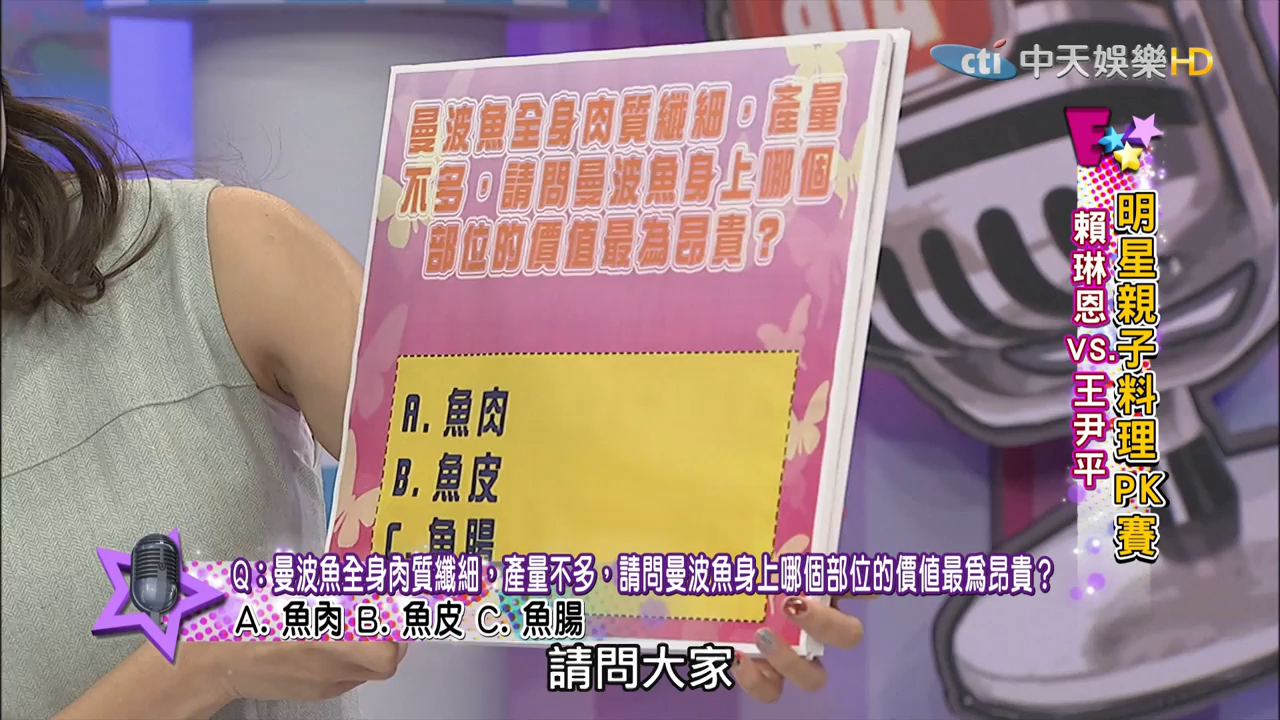 曼波魚全身肉質纖細，產量
不多，請問曼波魚身上哪個
部位的價值最為昂貴？
A. 魚肉
B. 魚皮
C. 魚腸
cti 中天娛樂HD
明星親子料理PK賽
賴琳恩 vs. 王尹平
Q：曼波魚全身肉質纖細，產量不多，請問曼波魚身上哪個部位的價值最為昂貴？
A. 魚肉 B. 魚皮 C. 魚腸
請問大家